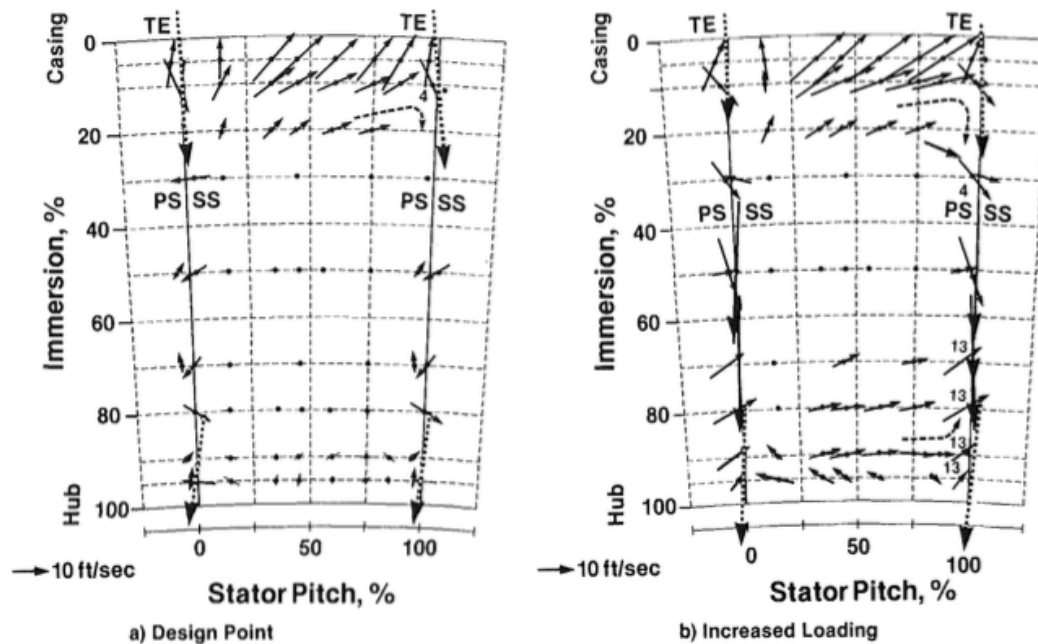 TE
TE
Casing
0
4
20
PS
SS
PS
SS
40
Immersion, %
60
80
Hub
100
0
50
100
10 ft/sec
Stator Pitch, %
a) Design Point
TE
TE
Casing
0
20
4
PS
SS
PS
SS
40
Immersion, %
60
13
80
13
13
13
Hub
100
0
50
100
10 ft/sec
Stator Pitch, %
b) Increased Loading